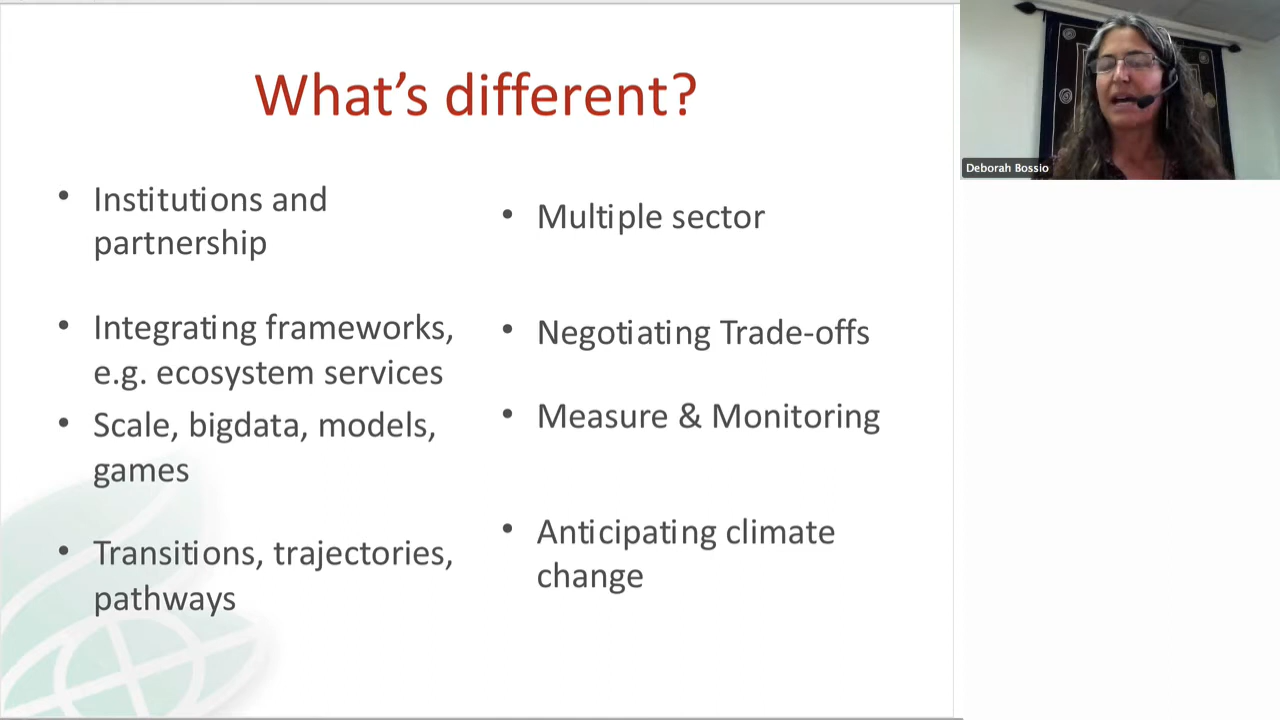 What's different?
• Institutions and
partnership
• Integrating frameworks,
e.g. ecosystem services
• Scale, bigdata, models,
games
• Transitions, trajectories,
pathways
• Multiple sector
• Negotiating Trade-offs
• Measure & Monitoring
• Anticipating climate
change
Deborah Bossio